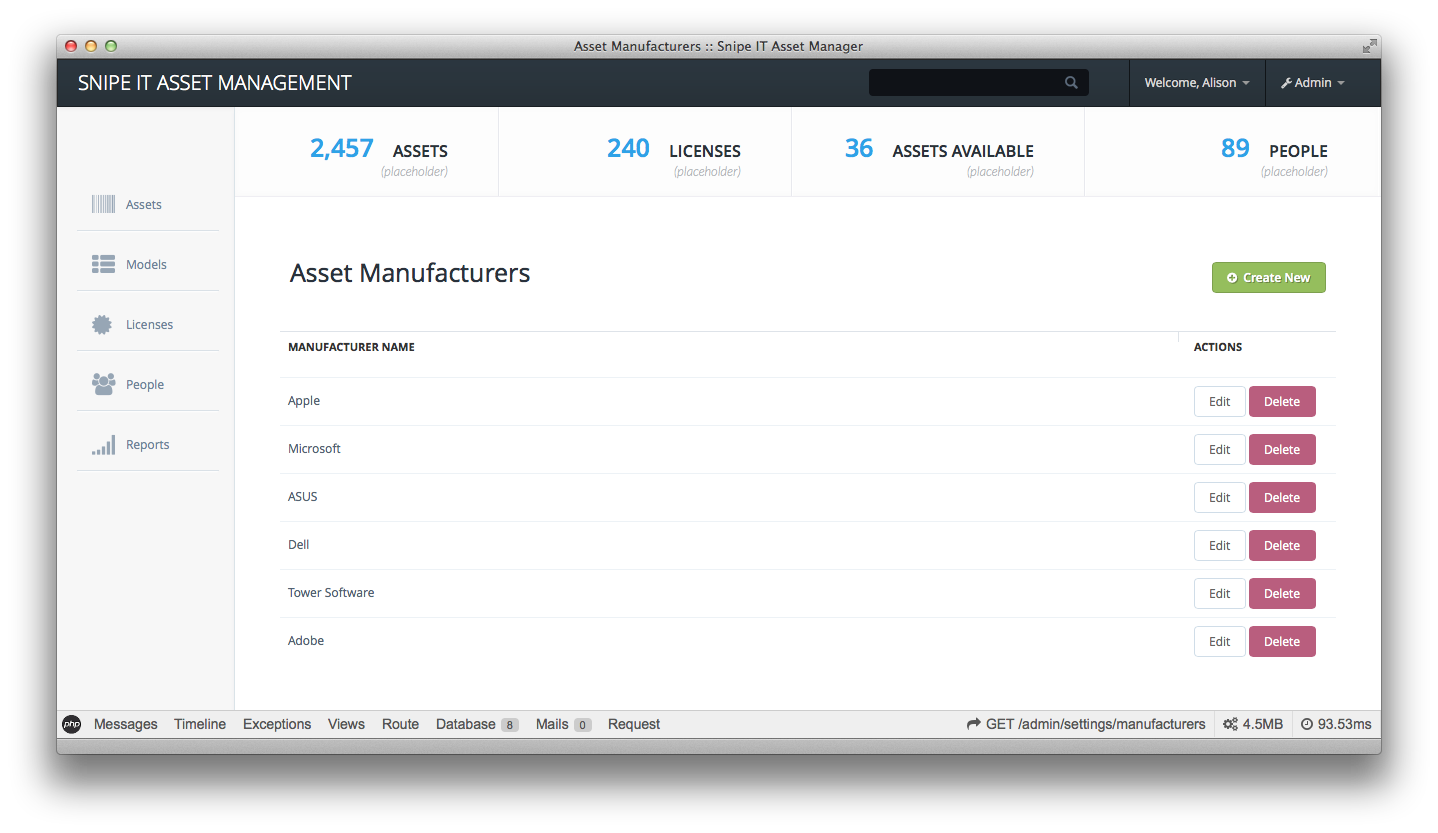 Asset Manufacturers :: Snipe IT Asset Manager
SNIPE IT ASSET MANAGEMENT
Welcome, Alison
Admin
2,457 ASSETS
(placeholder)
240 LICENSES
(placeholder)
36 ASSETS AVAILABLE
(placeholder)
89 PEOPLE
(placeholder)
Assets
Models
Licenses
People
Reports
Asset Manufacturers
Create New
MANUFACTURER NAME ACTIONS
Apple Edit Delete
Microsoft Edit Delete
ASUS Edit Delete
Dell Edit Delete
Tower Software Edit Delete
Adobe Edit Delete
php Messages Timeline Exceptions Views Route Database 8 Mails 0 Request GET /admin/settings/manufacturers 4.5MB 93.53ms